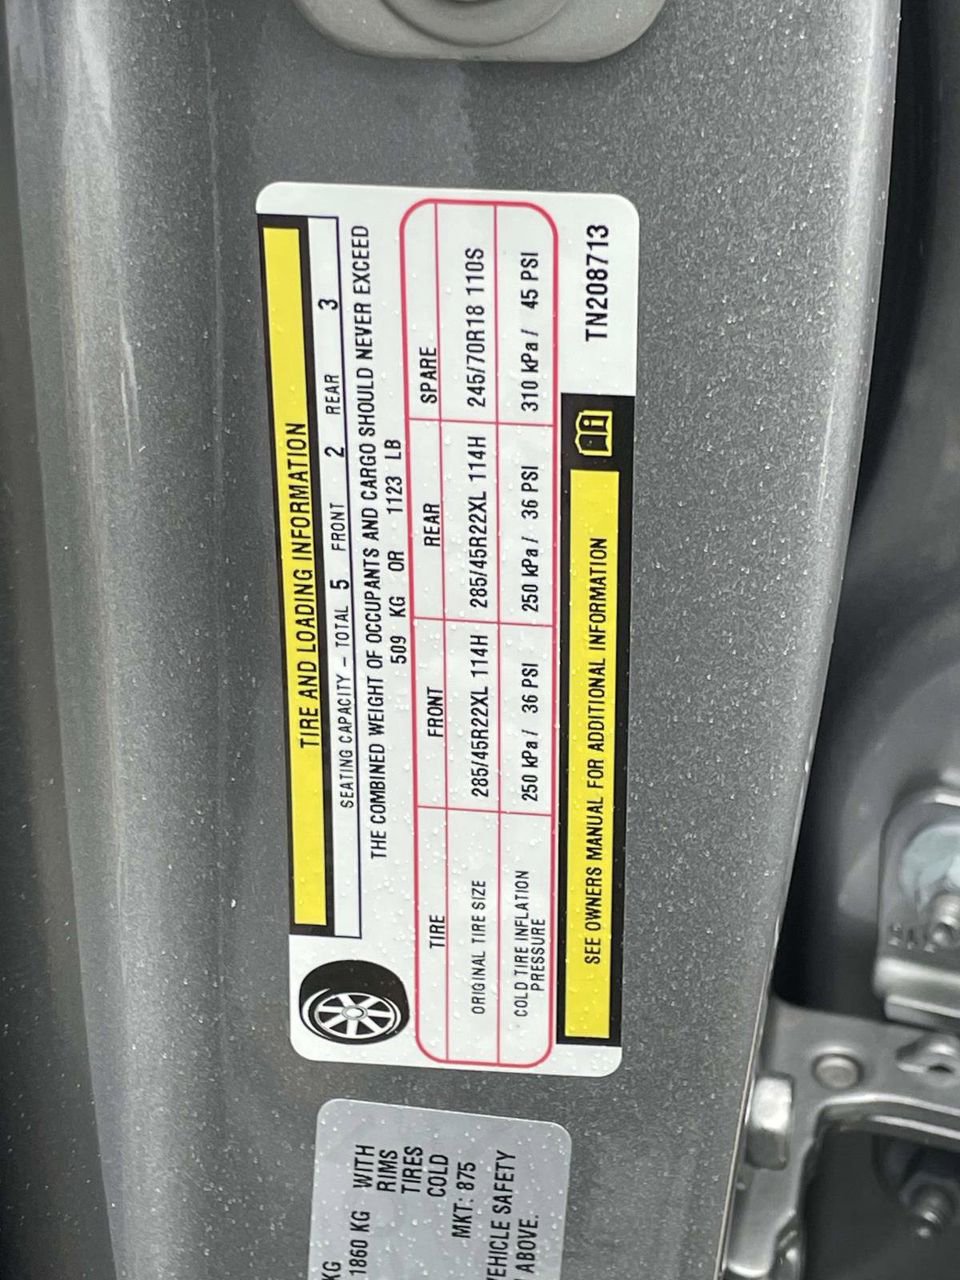 TIRE AND LOADING INFORMATION
SEATING CAPACITY – TOTAL 5 FRONT 2 REAR 3
THE COMBINED WEIGHT OF OCCUPANTS AND CARGO SHOULD NEVER EXCEED
509 KG OR 1123 LB
TIRE FRONT REAR SPARE
ORIGINAL TIRE SIZE 285/45R22XL 114H 285/45R22XL 114H 245/70R18 110S
COLD TIRE INFLATION PRESSURE 250 kPa / 36 PSI 250 kPa / 36 PSI 310 kPa / 45 PSI
SEE OWNERS MANUAL FOR ADDITIONAL INFORMATION
TN208713
KG
1860 KG WITH
RIMS
TIRES
COLD
MKT: 875
VEHICLE SAFETY
ABOVE.